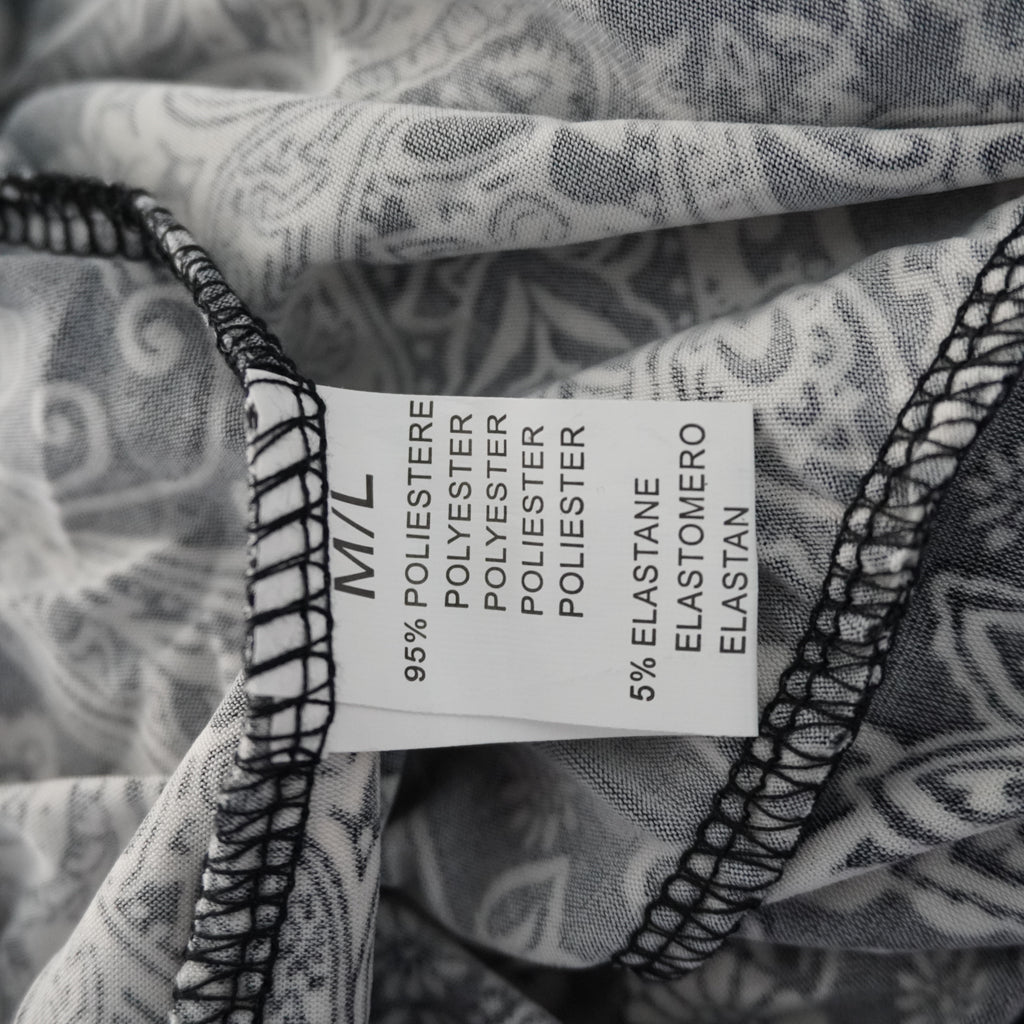 M/L
95% POLIESTERE
POLYESTER
POLYESTER
POLIESTER
POLIESTER
5% ELASTANE
ELASTOMERO
ELASTAN